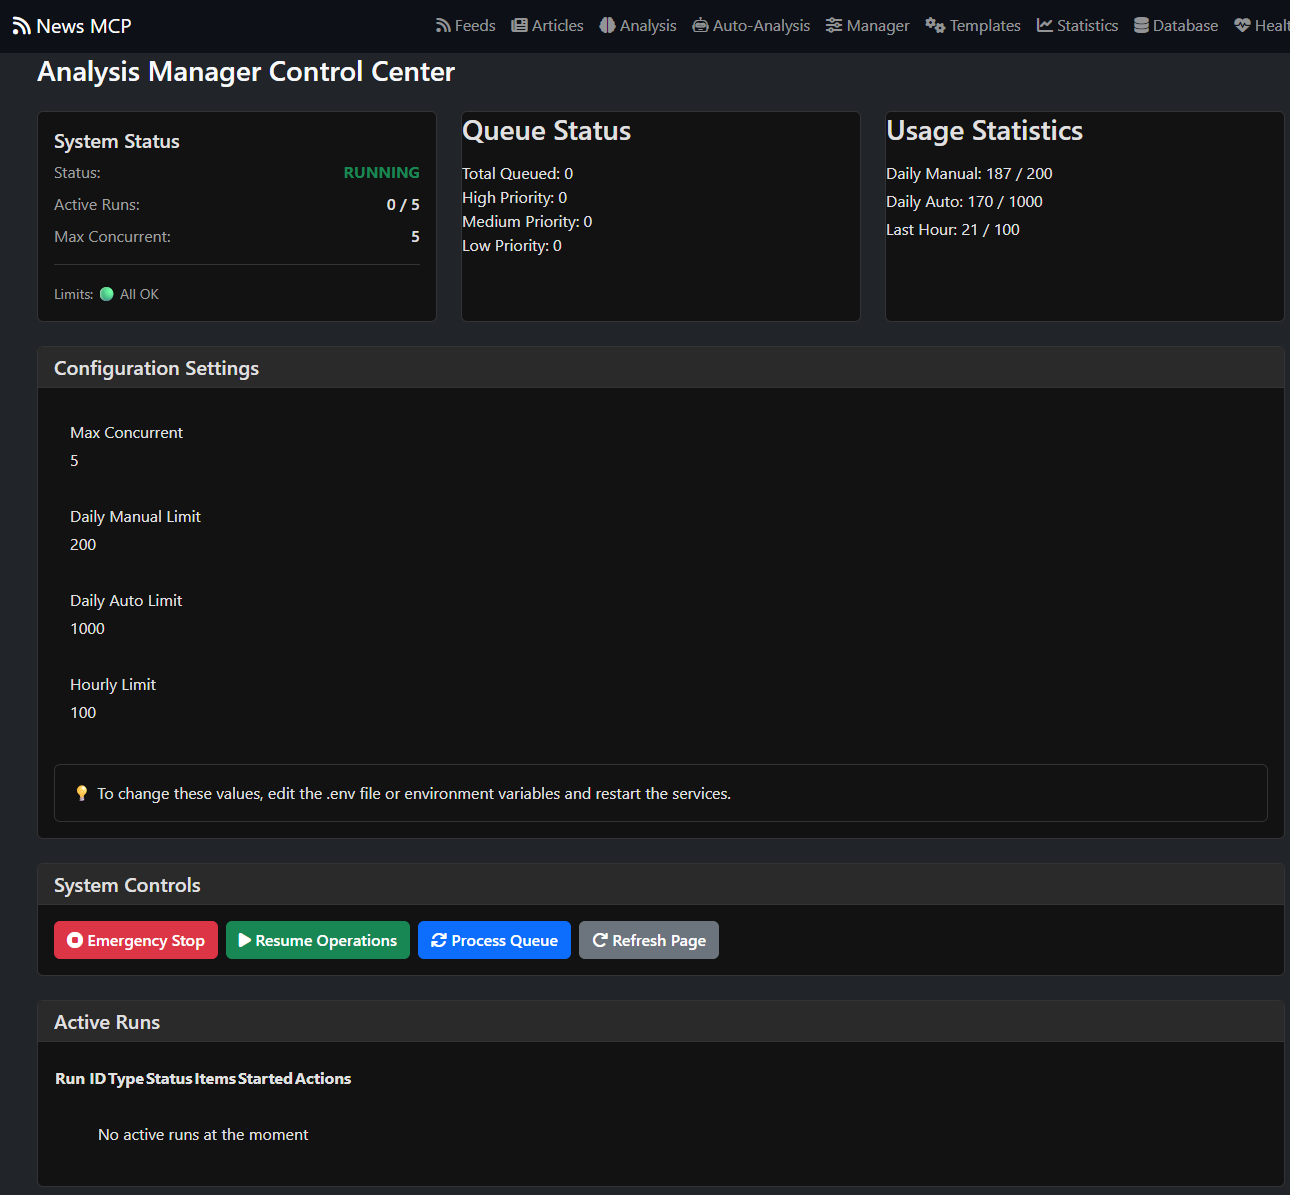 News MCP
Feeds Articles Analysis Auto-Analysis Manager Templates Statistics Database Healt
Analysis Manager Control Center
System Status
Status: RUNNING
Active Runs: 0 / 5
Max Concurrent: 5
Limits: All OK
Queue Status
Total Queued: 0
High Priority: 0
Medium Priority: 0
Low Priority: 0
Usage Statistics
Daily Manual: 187 / 200
Daily Auto: 170 / 1000
Last Hour: 21 / 100
Configuration Settings
Max Concurrent
5
Daily Manual Limit
200
Daily Auto Limit
1000
Hourly Limit
100
💡 To change these values, edit the .env file or environment variables and restart the services.
System Controls
Emergency Stop Resume Operations Process Queue Refresh Page
Active Runs
Run ID Type Status Items Started Actions
No active runs at the moment